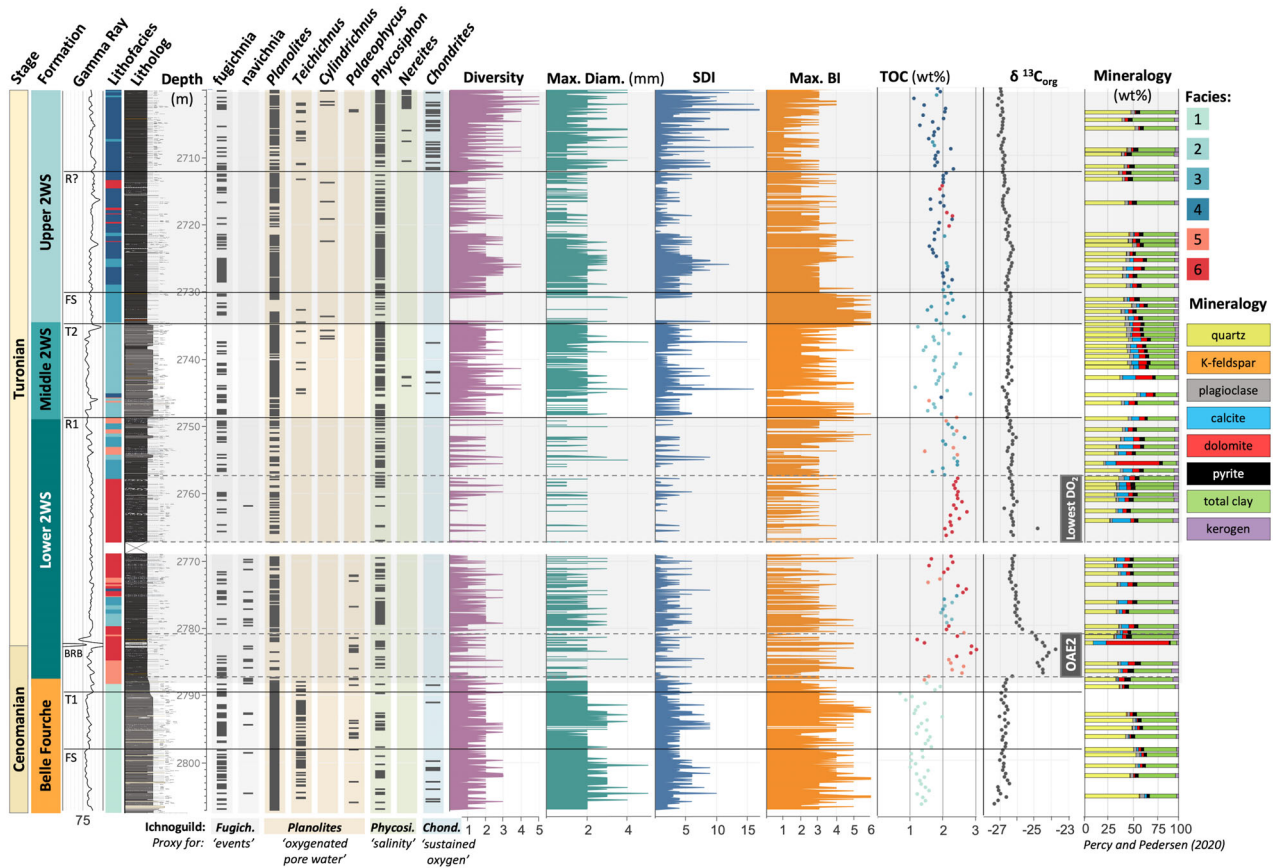 Stage
Formation
Gamma Ray
Lithofacies
Litholog
Depth
(m)
fugichnia
navichnia
Planolites
Teichichnus
Cylindrichnus
Palaeophycus
Phycosiphon
Nereites
Chondrites
Diversity
Max. Diam. (mm)
SDI
Max. BI
TOC (wt%)
δ ¹³Corg
Mineralogy
(wt%)
Facies:
1
2
3
4
5
6
Mineralogy
quartz
K-feldspar
plagioclase
calcite
dolomite
pyrite
total clay
kerogen
Turonian
Cenomanian
Upper 2WS
Middle 2WS
Lower 2WS
Belle Fourche
R?
FS
T2
R1
BRB
T1
FS
75
2710
2720
2730
2740
2750
2760
2770
2780
2790
2800
Lowest DO₂
OAE2
1 2 3 4 5
2 4
5 10 15
1 2 3 4 5 6
1 2 3
-27 -25 -23
0 25 50 75 100
Ichnoguild:
Proxy for:
Fugich.
'events'
Planolites
'oxygenated
pore water'
Phycosi.
'salinity'
Chond.
'sustained
oxygen'
Percy and Pedersen (2020)